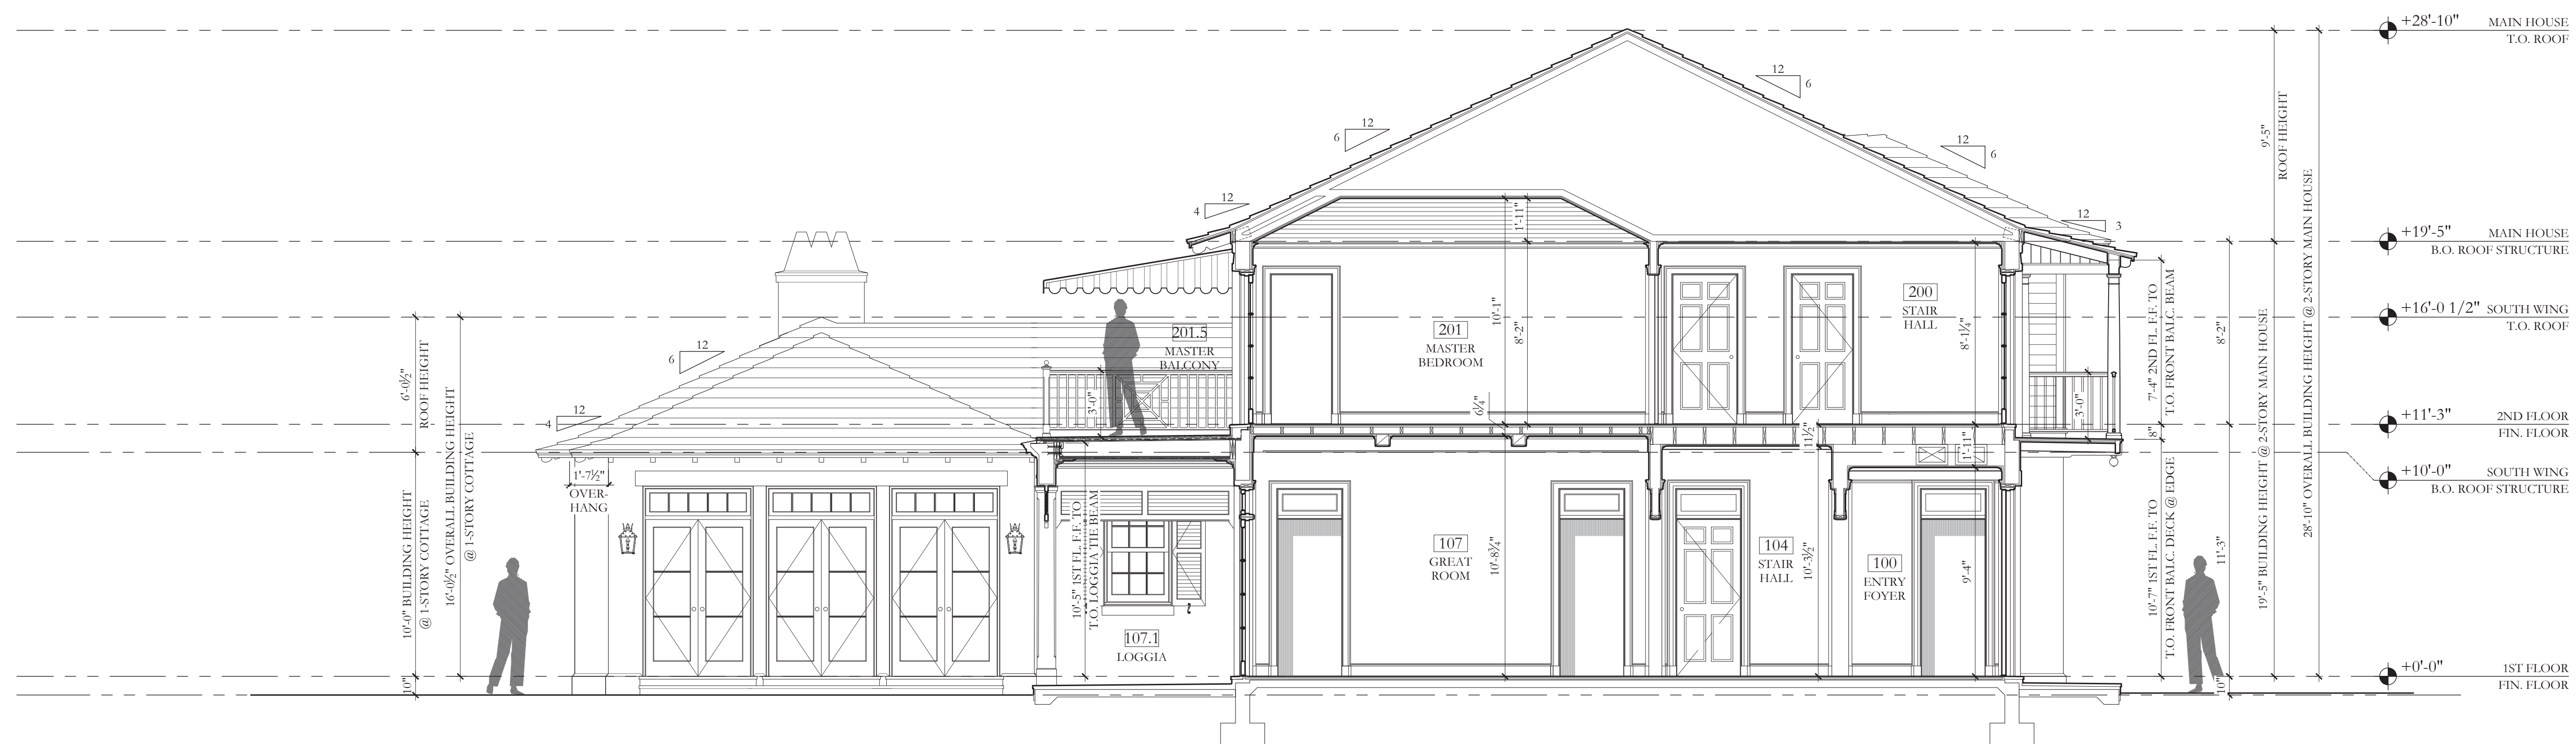 +28'-10" MAIN HOUSE
T.O. ROOF
+19'-5" MAIN HOUSE
B.O. ROOF STRUCTURE
+16'-0 1/2" SOUTH WING
T.O. ROOF
+11'-3" 2ND FLOOR
FIN. FLOOR
+10'-0" SOUTH WING
B.O. ROOF STRUCTURE
+0'-0" 1ST FLOOR
FIN. FLOOR
6'-0½"
ROOF HEIGHT
10'-0" BUILDING HEIGHT
@ 1-STORY COTTAGE
10"
16'-0½" OVERALL BUILDING HEIGHT
@ 1-STORY COTTAGE
12
4
12
6
1'-7½"
OVER-
HANG
201.5
MASTER
BALCONY
3'-0"
10'-5" 1ST FL. F.F. TO
T.O. LOGGIA TIE BEAM
107.1
LOGGIA
12
4
12
6
12
6
12
6
12
3
1'-11"
10'-1"
8'-2"
201
MASTER
BEDROOM
200
STAIR
HALL
8'-1¼"
6¼"
11½"
1'-11"
107
GREAT
ROOM
10'-8¾"
104
STAIR
HALL
10'-3½"
100
ENTRY
FOYER
9'-4"
3'-0"
7'-4" 2ND FL. F.F. TO
T.O. FRONT BALC. BEAM
8"
10'-7" 1ST FL. F.F. TO
T.O. FRONT BALC. DECK @ EDGE
8'-2"
11'-3"
10"
9'-5"
ROOF HEIGHT
19'-5" BUILDING HEIGHT @ 2-STORY MAIN HOUSE
28'-10" OVERALL BUILDING HEIGHT @ 2-STORY MAIN HOUSE